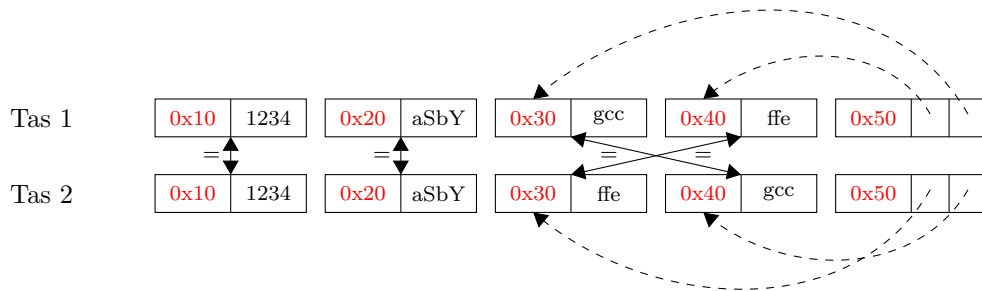 Tas 1 0x10 1234 0x20 aSbY 0x30 gcc 0x40 ffe 0x50
= = = =
Tas 2 0x10 1234 0x20 aSbY 0x30 ffe 0x40 gcc 0x50